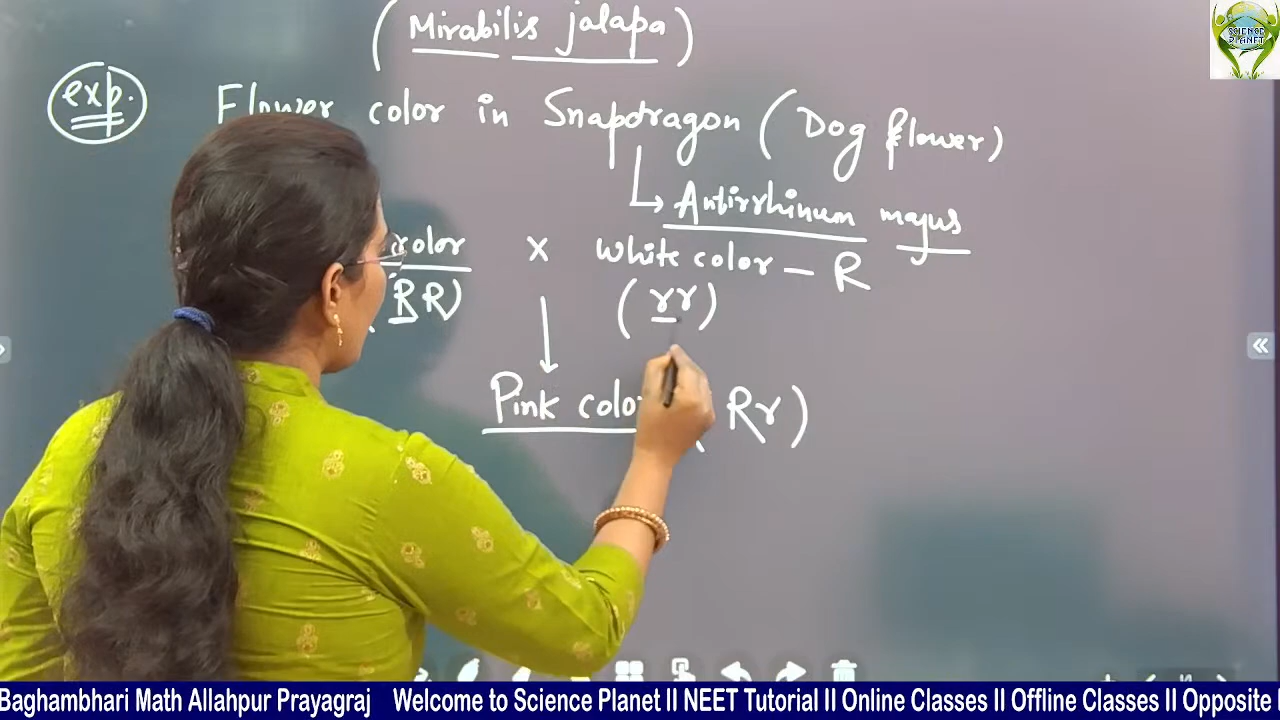 (Mirabilis jalapa)
exp. Flower color in Snapdragon (Dog flower)
Antirrhinum majus
color x White color – R
(RR) (rr)
Pink color (Rr)
SCIENCE PLANET
Baghambhari Math Allahpur Prayagraj Welcome to Science Planet II NEET Tutorial II Online Classes II Offline Classes II Opposite